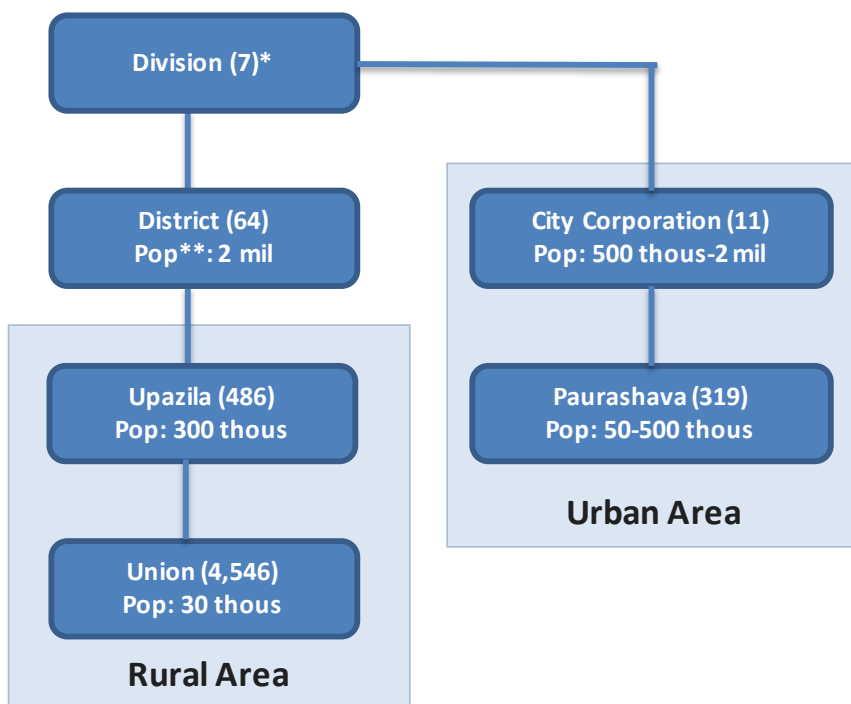 Division (7)*
District (64)
Pop**: 2 mil
City Corporation (11)
Pop: 500 thous-2 mil
Upazila (486)
Pop: 300 thous
Paurashava (319)
Pop: 50-500 thous
Urban Area
Union (4,546)
Pop: 30 thous
Rural Area